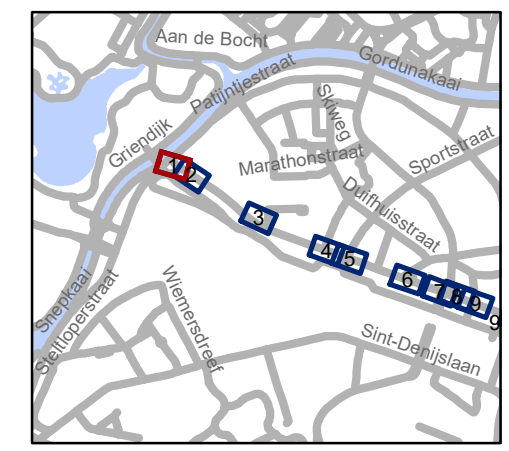 Aan de Bocht
Gordunakaai
Patijntjestraat
Skiweg
Griendijk
Marathonstraat
Sportstraat
Duifhuisstraat
1
2
3
4
5
6
7
8
9
9
Snepkaai
Steltloperstraat
Wiemersdreef
Sint-Denijslaan